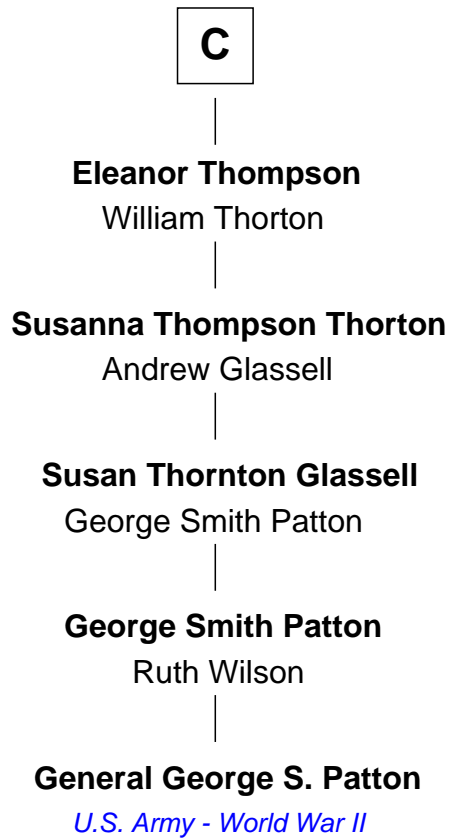 C
Eleanor Thompson
William Thorton
Susanna Thompson Thorton
Andrew Glassell
Susan Thornton Glassell
George Smith Patton
George Smith Patton
Ruth Wilson
General George S. Patton
U.S. Army - World War II